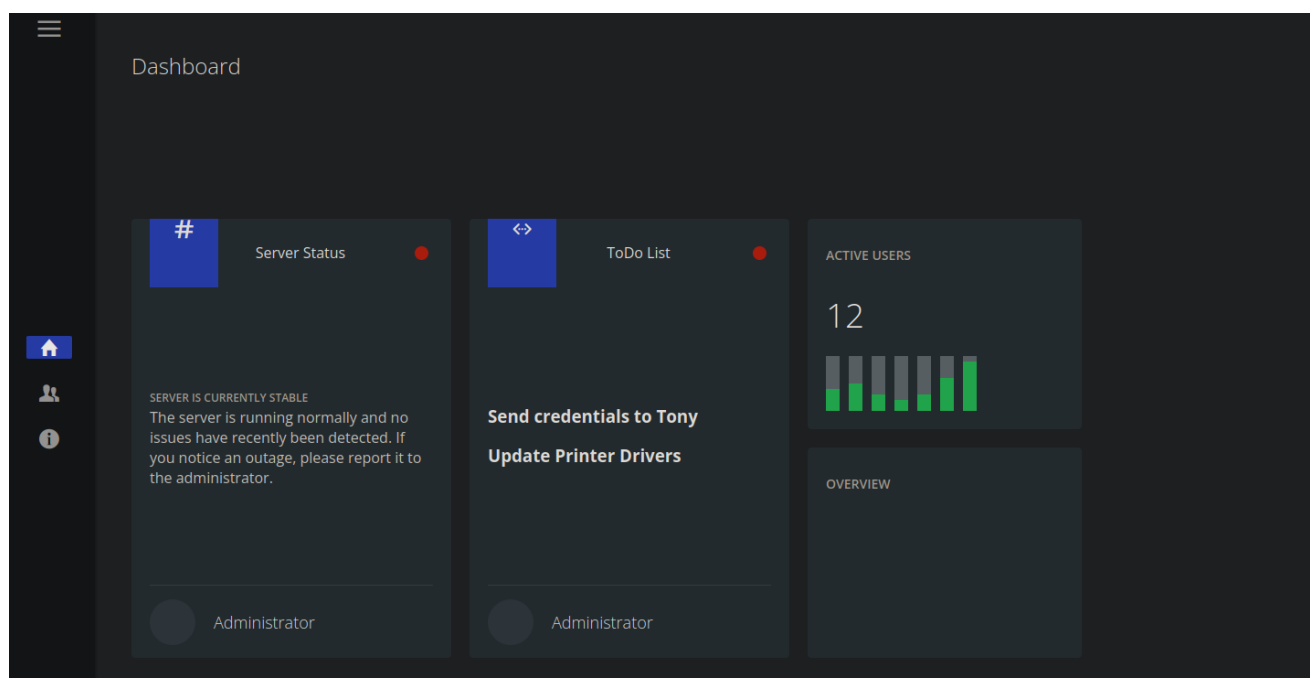 Dashboard
#
Server Status
SERVER IS CURRENTLY STABLE
The server is running normally and no
issues have recently been detected. If
you notice an outage, please report it to
the administrator.
Administrator
ToDo List
Send credentials to Tony
Update Printer Drivers
Administrator
ACTIVE USERS
12
OVERVIEW